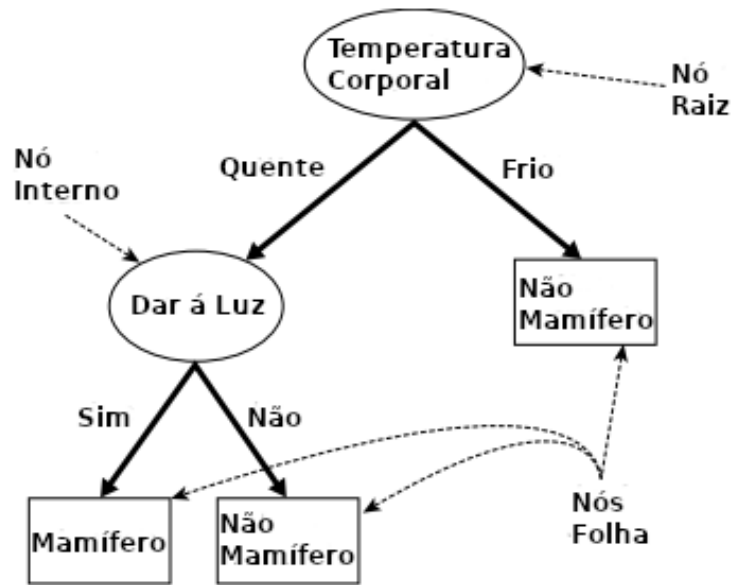 Temperatura
Corporal
Nó
Raiz
Nó
Interno
Quente
Frio
Dar á Luz
Não
Mamífero
Sim
Não
Mamífero
Não
Mamífero
Nós
Folha